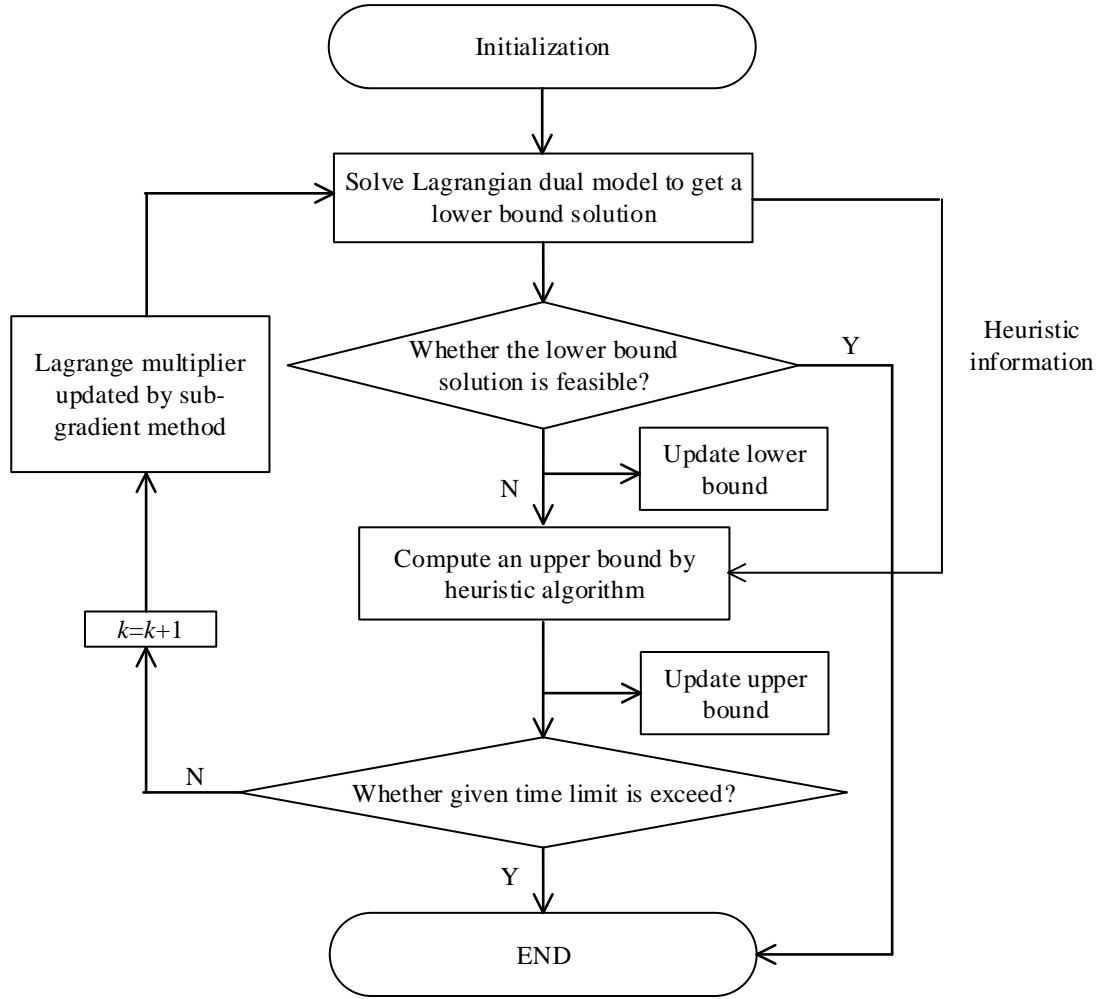 Initialization
Solve Lagrangian dual model to get a
lower bound solution
Heuristic
information
Whether the lower bound
solution is feasible?
Y
Lagrange multiplier
updated by sub-
gradient method
Update lower
bound
N
Compute an upper bound by
heuristic algorithm
k=k+1
Update upper
bound
N
Whether given time limit is exceed?
Y
END